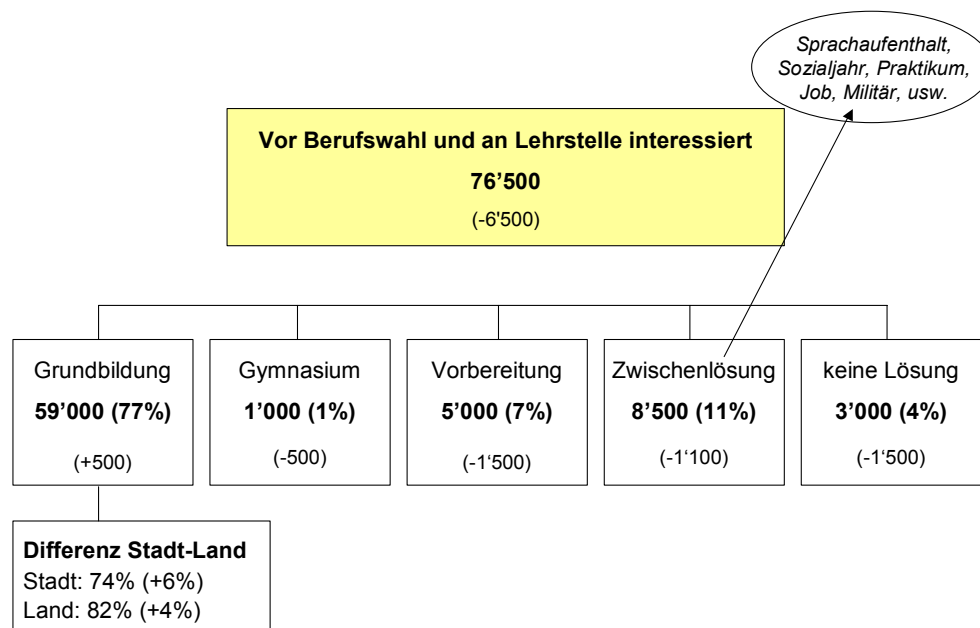 Sprachaufenthalt,
Sozialjahr, Praktikum,
Job, Militär, usw.
Vor Berufswahl und an Lehrstelle interessiert
76’500
(-6'500)
Grundbildung
59’000 (77%)
(+500)
Gymnasium
1’000 (1%)
(-500)
Vorbereitung
5’000 (7%)
(-1‘500)
Zwischenlösung
8’500 (11%)
(-1‘100)
keine Lösung
3’000 (4%)
(-1‘500)
Differenz Stadt-Land
Stadt: 74% (+6%)
Land: 82% (+4%)